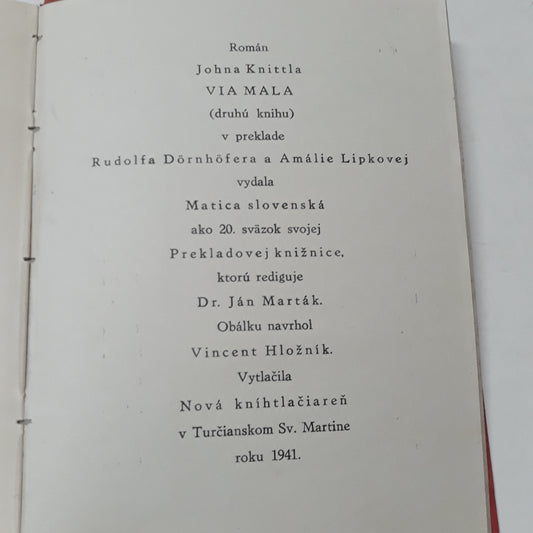 Román
Johna Knittla
VIA MALA
(druhú knihu)
v preklade
Rudolfa Dörnhöfera a Amálie Lipkovej
vydala
Matica slovenská
ako 20. sväzok svojej
Prekladovej knižnice,
ktorú rediguje
Dr. Ján Marták.
Obálku navrhol
Vincent Hložník.
Vytlačila
Nová kníhtlačiareň
v Turčianskom Sv. Martine
roku 1941.